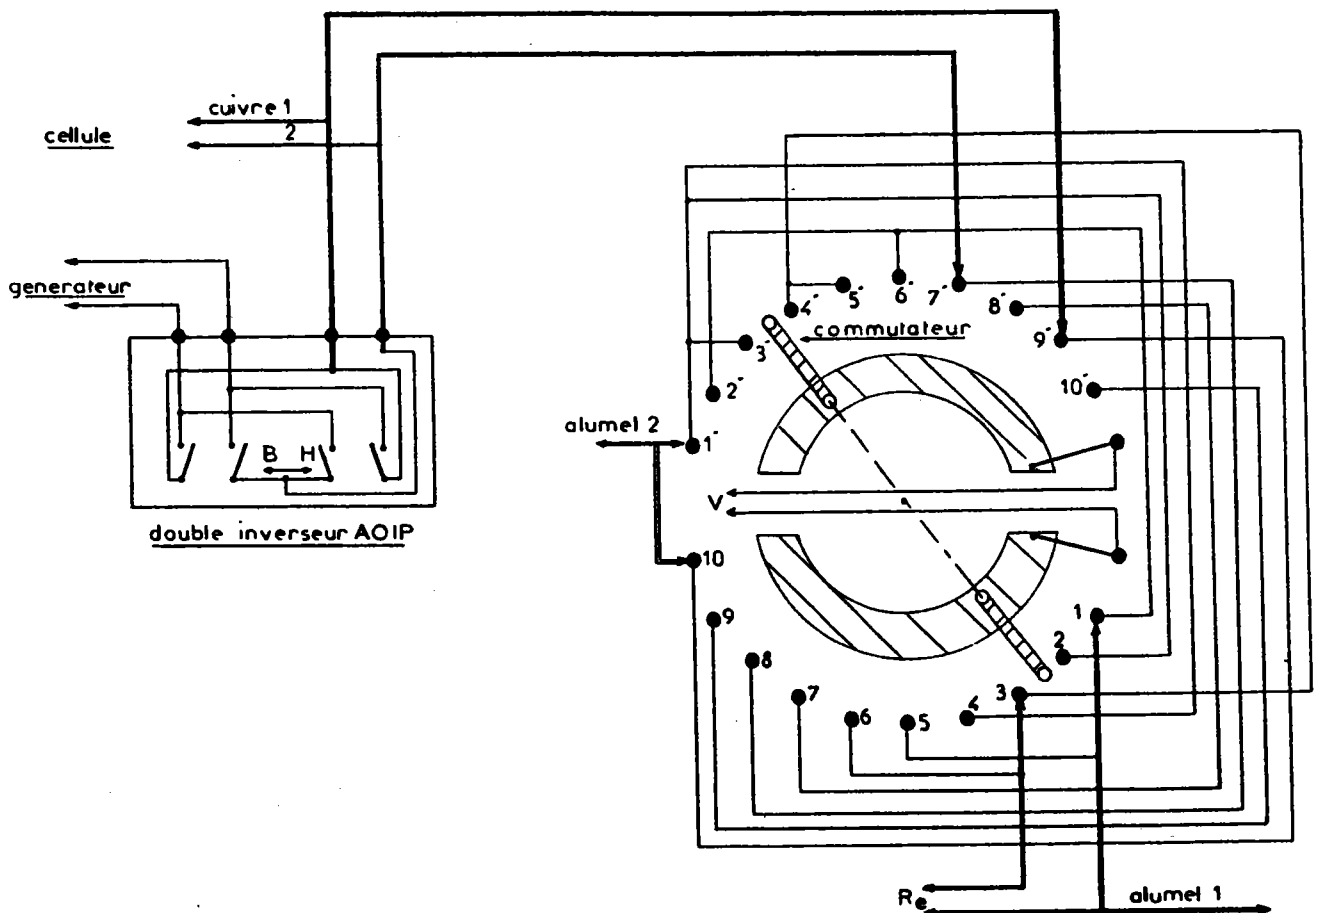 cuivre 1
cellule
2
generateur
B H
double inverseur AOIP
4´
5´
6´
7´
8´
commutateur
3´
9´
2´
10´
alumel 2
1´
V
10
9
1
8
2
7
3
6
5
4
Re
alumel 1